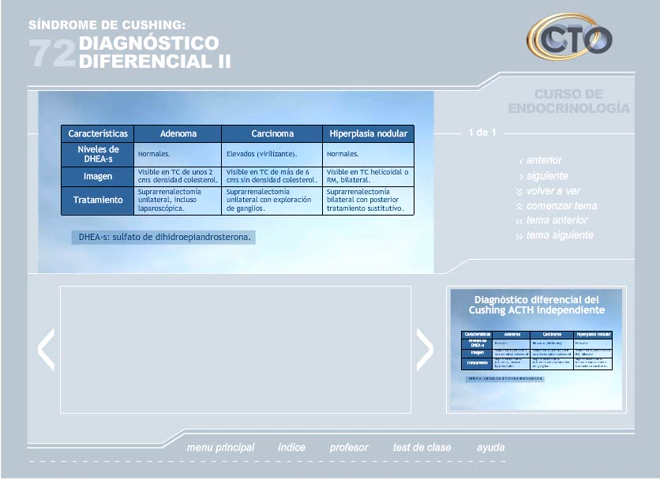 SÍNDROME DE CUSHING:
72 DIAGNÓSTICO
DIFERENCIAL II
CTO
CURSO DE
ENDOCRINOLOGÍA
1 de 1
Características Adenoma Carcinoma Hiperplasia nodular
Niveles de
DHEA-s
Normales. Elevados (virilizante). Normales.
Imagen
Visible en TC de unos 2
cms densidad colesterol.
Visible en TC de más de 6
cms sin densidad colesterol.
Visible en TC helicoidal o
RM, bilateral.
Tratamiento
Suprarrenalectomía
unilateral, incluso
laparoscópica.
Suprarrenalectomía
unilateral con exploración
de ganglios.
Suprarrenalectomía
bilateral con posterior
tratamiento sustitutivo.
DHEA-s: sulfato de dihidroepiandrosterona.
anterior
siguiente
volver a ver
comenzar tema
tema anterior
tema siguiente
Diagnóstico diferencial del
Cushing ACTH independiente
Características Adenoma Carcinoma Hiperplasia nodular
Niveles de
DHEA-s
Imagen
Tratamiento
menu principal índice profesor test de clase ayuda